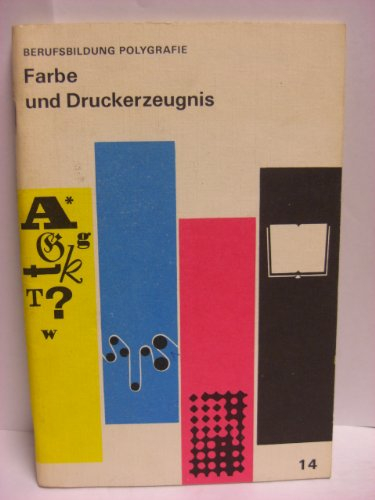 BERUFSBILDUNG POLYGRAFIE
Farbe
und Druckerzeugnis
A*
G g
t k
T ?
w
14